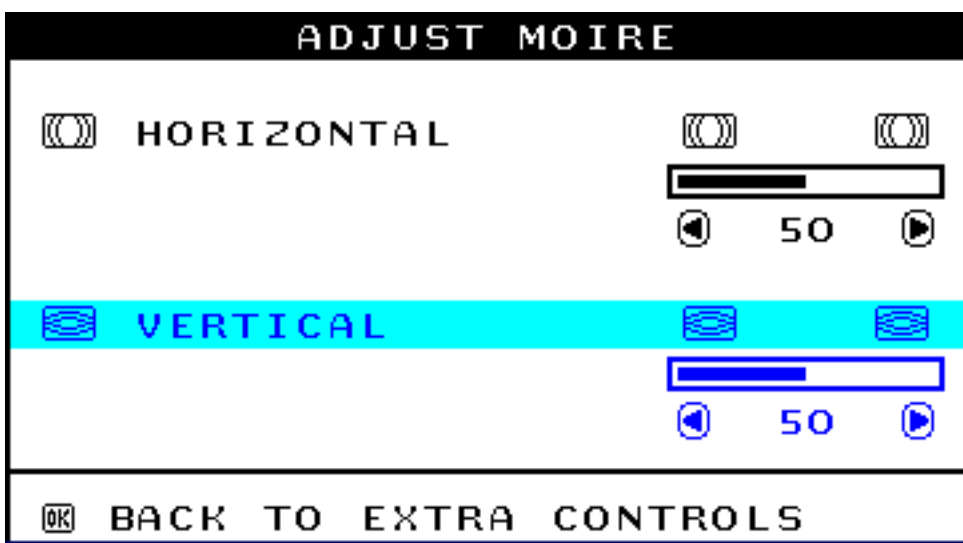 ADJUST MOIRE
HORIZONTAL
50
VERTICAL
50
OK BACK TO EXTRA CONTROLS